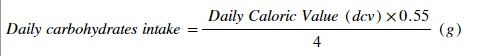 Daily carbohydrates intake = Daily Caloric Value (dcv) × 0.55 / 4 (g)